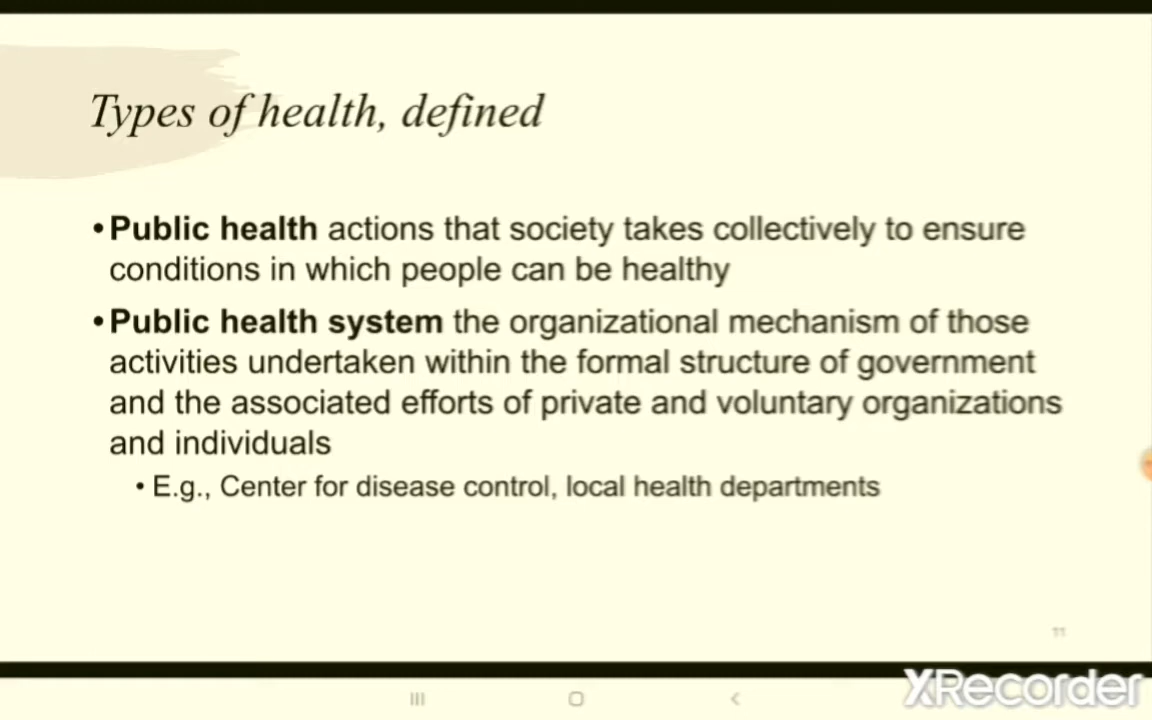 Types of health, defined
•Public health actions that society takes collectively to ensure
conditions in which people can be healthy
•Public health system the organizational mechanism of those
activities undertaken within the formal structure of government
and the associated efforts of private and voluntary organizations
and individuals
•E.g., Center for disease control, local health departments
11
XRecorder